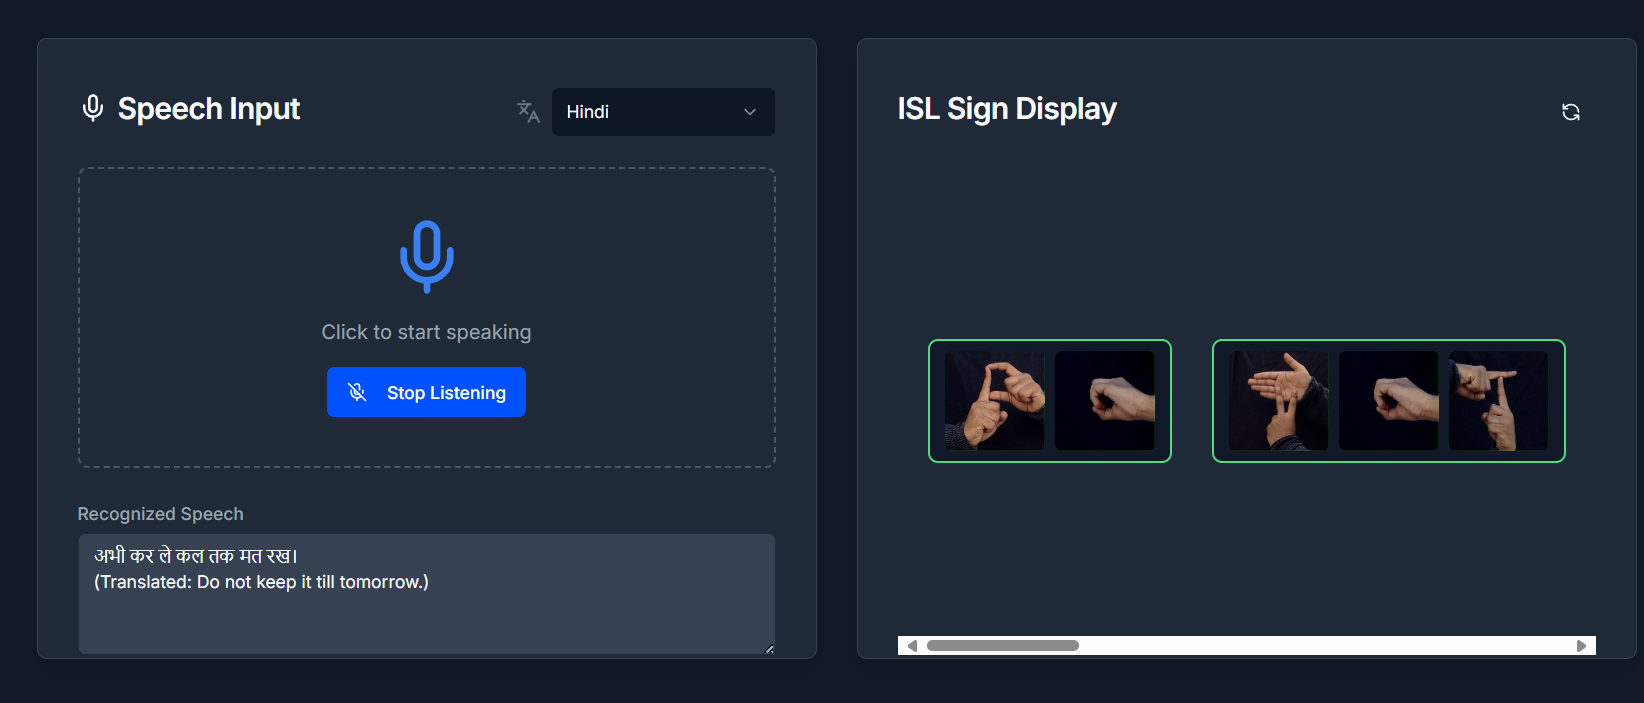 Speech Input
Hindi
Click to start speaking
Stop Listening
Recognized Speech
अभी कर ले कल तक मत रख।
(Translated: Do not keep it till tomorrow.)
ISL Sign Display